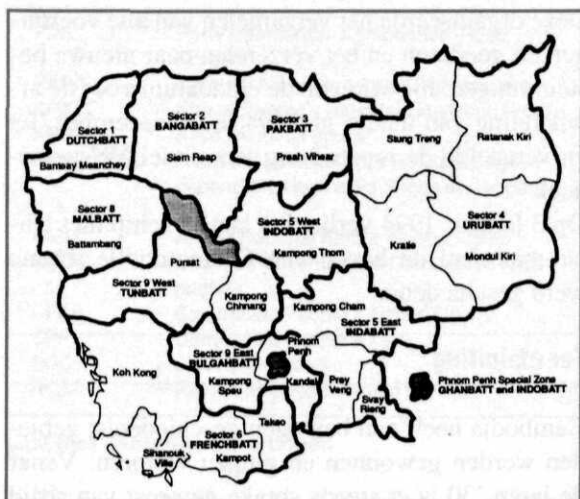 Sector 1
DUTCHBATT
Banteay Meanchey
Sector 2
BANGABATT
Siem Reap
Sector 3
PAKBATT
Preah Vihear
Stung Treng
Ratanak Kiri
Sector 8
MALBATT
Battambang
Pursat
Sector 5 West
INDOBATT
Kampong
Kratie
Sector 4
URUBATT
Mondul Kiri
Sector 9 West
TUNBATT
Kampong
Chhnang
Kampong Cham
Sector 5 East
INDABATT
Koh Kong
Sector 9 East
BULGARBATT
Kampong
Speu
Phnom
Penh
Kandal
Prey
Veng
Svay
Rieng
Phnom Penh Special Zone
GHANBATT and INDOBATT
Takeo
Sector 6
FRENCHBATT
Kampot
Sihanouk
Ville